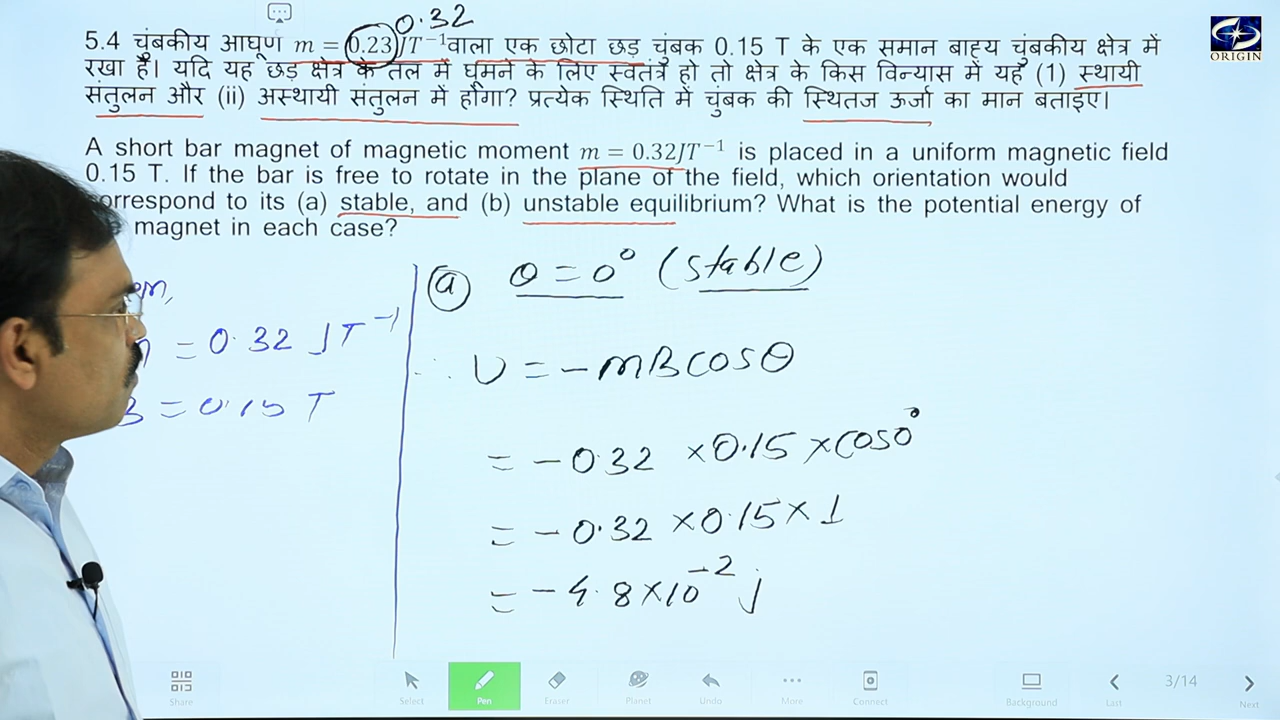 0.32
5.4 चुंबकीय आघूण m = 0.23 JT⁻¹वाला एक छोटा छड़ चुंबक 0.15 T के एक समान बाह्य चुंबकीय क्षेत्र में
रखा है। यदि यह छड़ क्षेत्र के तल में घूमने के लिए स्वतंत्र हो तो क्षेत्र के किस विन्यास में यह (1) स्थायी
संतुलन और (ii) अस्थायी संतुलन में होगा? प्रत्येक स्थिति में चुंबक की स्थितज ऊर्जा का मान बताइए।
A short bar magnet of magnetic moment m = 0.32JT⁻¹ is placed in a uniform magnetic field
0.15 T. If the bar is free to rotate in the plane of the field, which orientation would
orrespond to its (a) stable, and (b) unstable equilibrium? What is the potential energy of
magnet in each case?
= 0.32 JT⁻¹
= 0.15 T
(a) θ = 0° (stable)
∴ U = -mBcosθ
= -0.32 ×0.15 ×cos0°
= -0.32 ×0.15×1
= -4.8×10⁻² j
ORIGIN
Share
Select
Pen
Eraser
Planet
Undo
More
Connect
Background
Last
3/14
Next